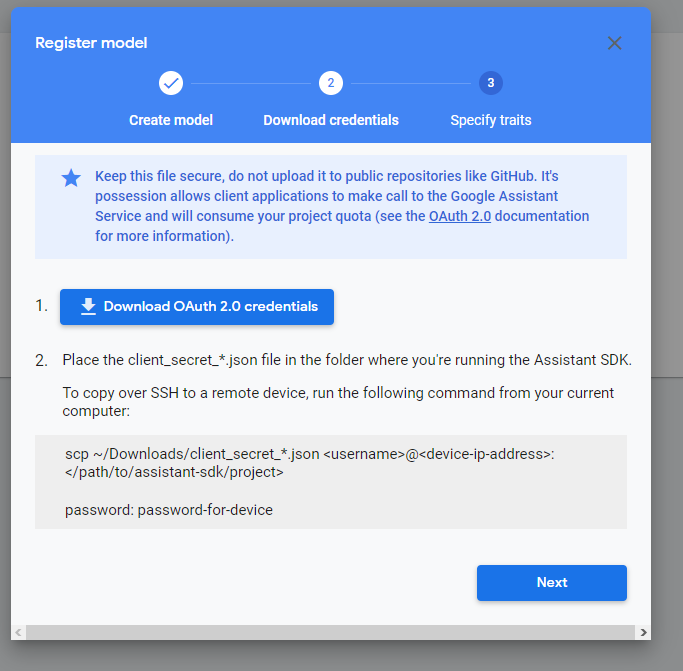 Register model
2
3
Create model
Download credentials
Specify traits
Keep this file secure, do not upload it to public repositories like GitHub. It's
possession allows client applications to make call to the Google Assistant
Service and will consume your project quota (see the OAuth 2.0 documentation
for more information).
1. Download OAuth 2.0 credentials
2. Place the client_secret_*.json file in the folder where you're running the Assistant SDK.
To copy over SSH to a remote device, run the following command from your current
computer:
scp ~/Downloads/client_secret_*.json <username>@<device-ip-address>:
</path/to/assistant-sdk/project>
password: password-for-device
Next